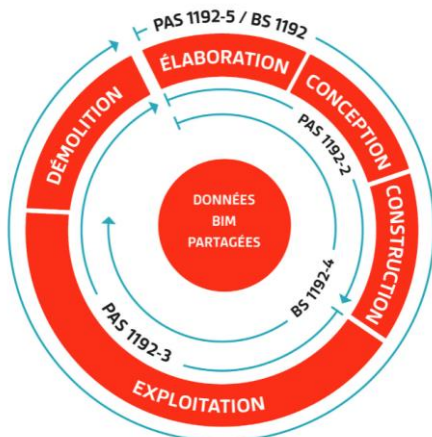 PAS 1192-5 / BS 1192
ÉLABORATION
CONCEPTION
CONSTRUCTION
EXPLOITATION
DÉMOLITION
PAS 1192-2
BS 1192-4
PAS 1192-3
DONNÉES
BIM
PARTAGÉES